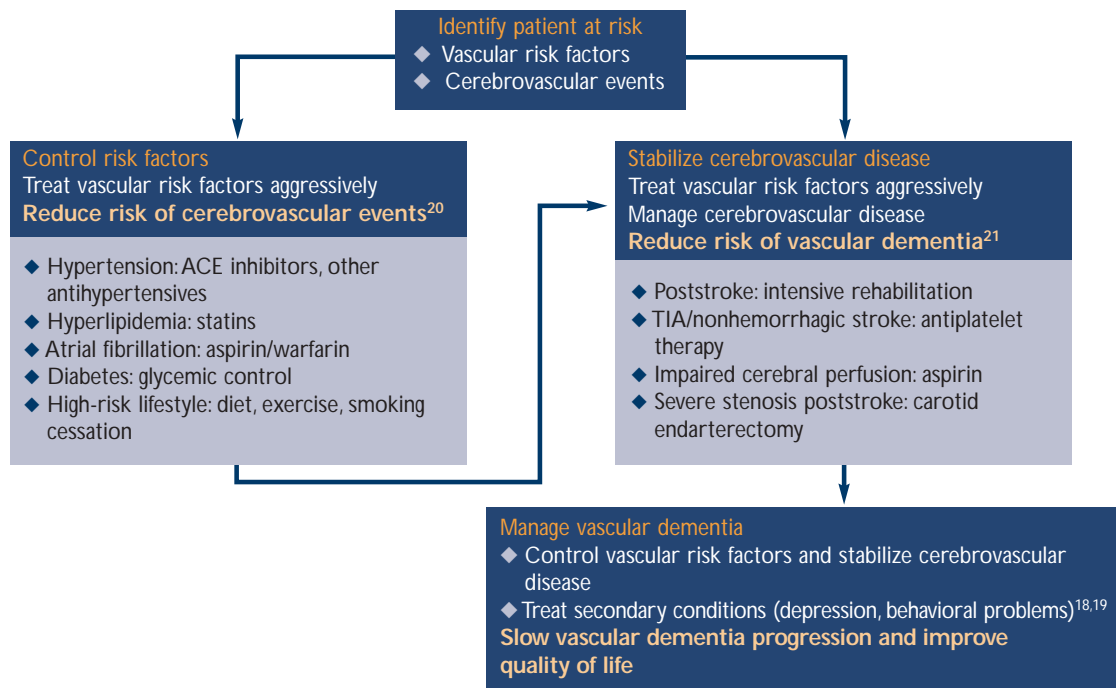 Identify patient at risk
◆ Vascular risk factors
◆ Cerebrovascular events
Control risk factors
Treat vascular risk factors aggressively
Reduce risk of cerebrovascular events20
◆ Hypertension: ACE inhibitors, other
antihypertensives
◆ Hyperlipidemia: statins
◆ Atrial fibrillation: aspirin/warfarin
◆ Diabetes: glycemic control
◆ High-risk lifestyle: diet, exercise, smoking
cessation
Stabilize cerebrovascular disease
Treat vascular risk factors aggressively
Manage cerebrovascular disease
Reduce risk of vascular dementia21
◆ Poststroke: intensive rehabilitation
◆ TIA/nonhemorrhagic stroke: antiplatelet
therapy
◆ Impaired cerebral perfusion: aspirin
◆ Severe stenosis poststroke: carotid
endarterectomy
Manage vascular dementia
◆ Control vascular risk factors and stabilize cerebrovascular
disease
◆ Treat secondary conditions (depression, behavioral problems)18,19
Slow vascular dementia progression and improve
quality of life